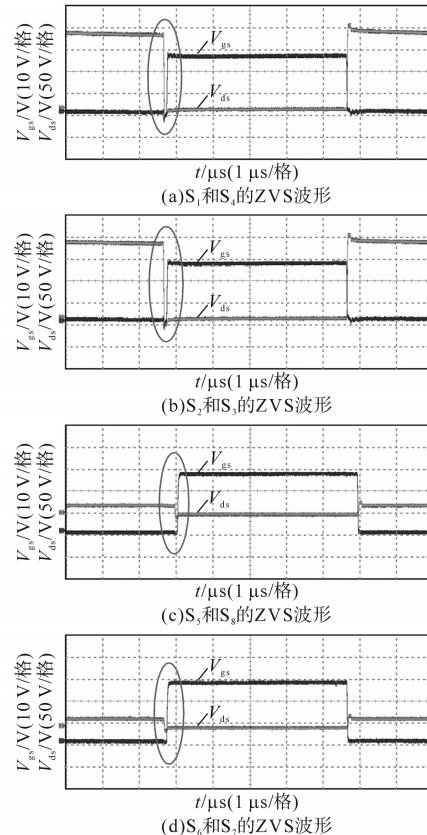 V_gs/V(10 V/格)
V_ds/V(50 V/格)
V_gs
V_ds
t/μs(1 μs/格)
(a)S₁和S₄的ZVS波形
V_gs/V(10 V/格)
V_ds/V(50 V/格)
V_gs
V_ds
t/μs(1 μs/格)
(b)S₂和S₃的ZVS波形
V_gs/V(10 V/格)
V_ds/V(50 V/格)
V_gs
V_ds
t/μs(1 μs/格)
(c)S₅和S₈的ZVS波形
V_gs/V(10 V/格)
V_ds/V(50 V/格)
V_gs
V_ds
t/μs(1 μs/格)
(d)S₆和S₇的ZVS波形